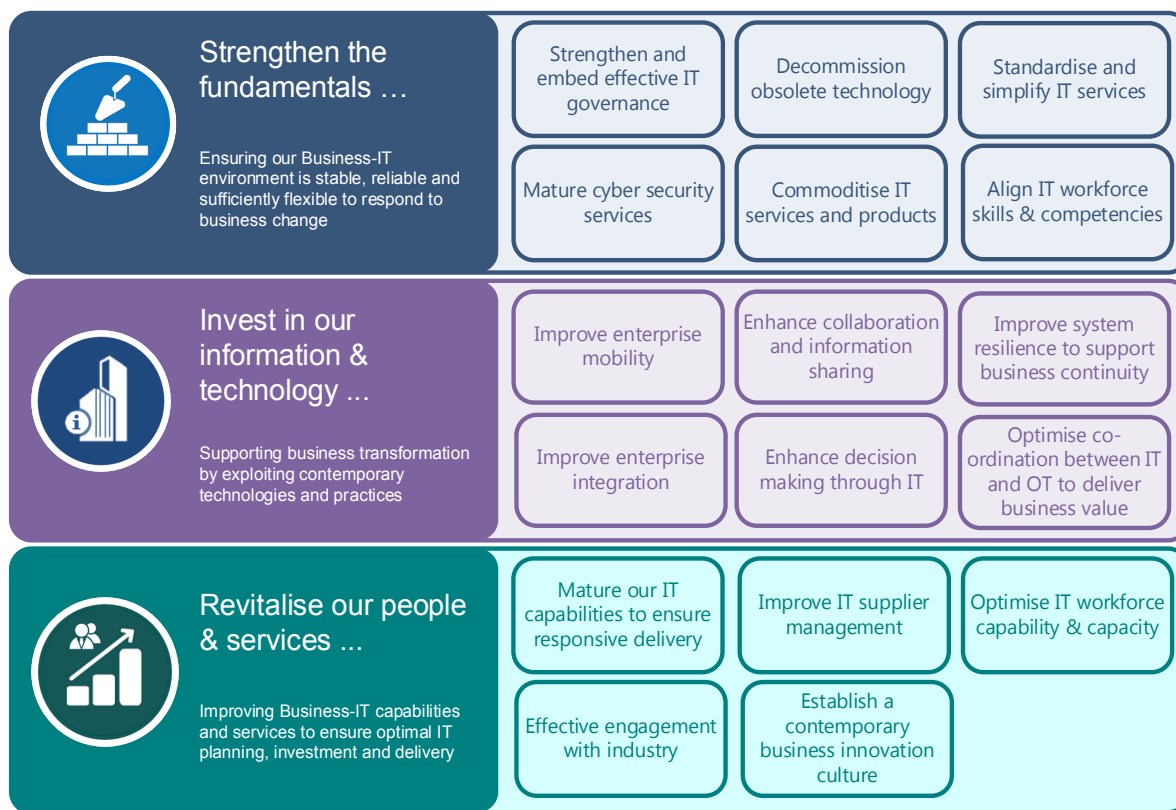 Strengthen the
fundamentals ...
Ensuring our Business-IT
environment is stable, reliable and
sufficiently flexible to respond to
business change
Strengthen and
embed effective IT
governance
Decommission
obsolete technology
Standardise and
simplify IT services
Mature cyber security
services
Commoditise IT
services and products
Align IT workforce
skills & competencies
Invest in our
information &
technology ...
Supporting business transformation
by exploiting contemporary
technologies and practices
Improve enterprise
mobility
Enhance collaboration
and information
sharing
Improve system
resilience to support
business continuity
Improve enterprise
integration
Enhance decision
making through IT
Optimise co-
ordination between IT
and OT to deliver
business value
Revitalise our people
& services ...
Improving Business-IT capabilities
and services to ensure optimal IT
planning, investment and delivery
Mature our IT
capabilities to ensure
responsive delivery
Improve IT supplier
management
Optimise IT workforce
capability & capacity
Effective engagement
with industry
Establish a
contemporary
business innovation
culture